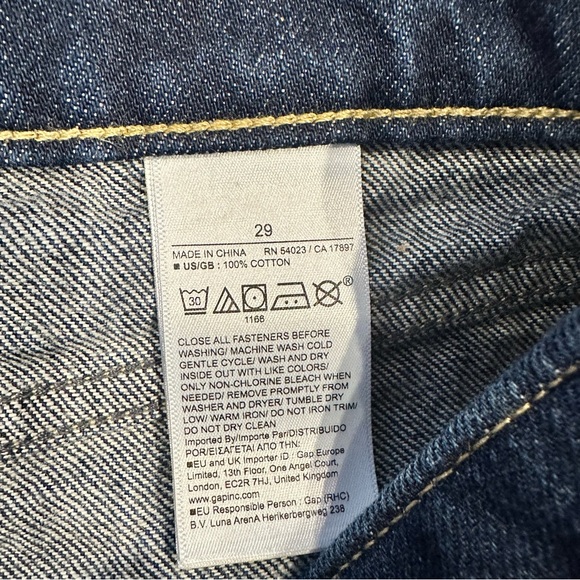 29
MADE IN CHINA RN 54023 / CA 17897
■ US/GB : 100% COTTON
30 ®
1168
CLOSE ALL FASTENERS BEFORE
WASHING/ MACHINE WASH COLD
GENTLE CYCLE/ WASH AND DRY
INSIDE OUT WITH LIKE COLORS/
ONLY NON-CHLORINE BLEACH WHEN
NEEDED/ REMOVE PROMPTLY FROM
WASHER AND DRYER/ TUMBLE DRY
LOW/ WARM IRON/ DO NOT IRON TRIM/
DO NOT DRY CLEAN
Imported By/Importe Par/DISTRIBUIDO
POR/ΕΙΣΑΓΕΤΑΙ ΑΠΟ ΤΗΝ:
■EU and UK Importer ID : Gap Europe
Limited, 13th Floor, One Angel Court,
London, EC2R 7HJ, United Kingdom
www.gapinc.com
■EU Responsible Person : Gap (RHC)
B.V. Luna ArenA Herikerbergweg 238